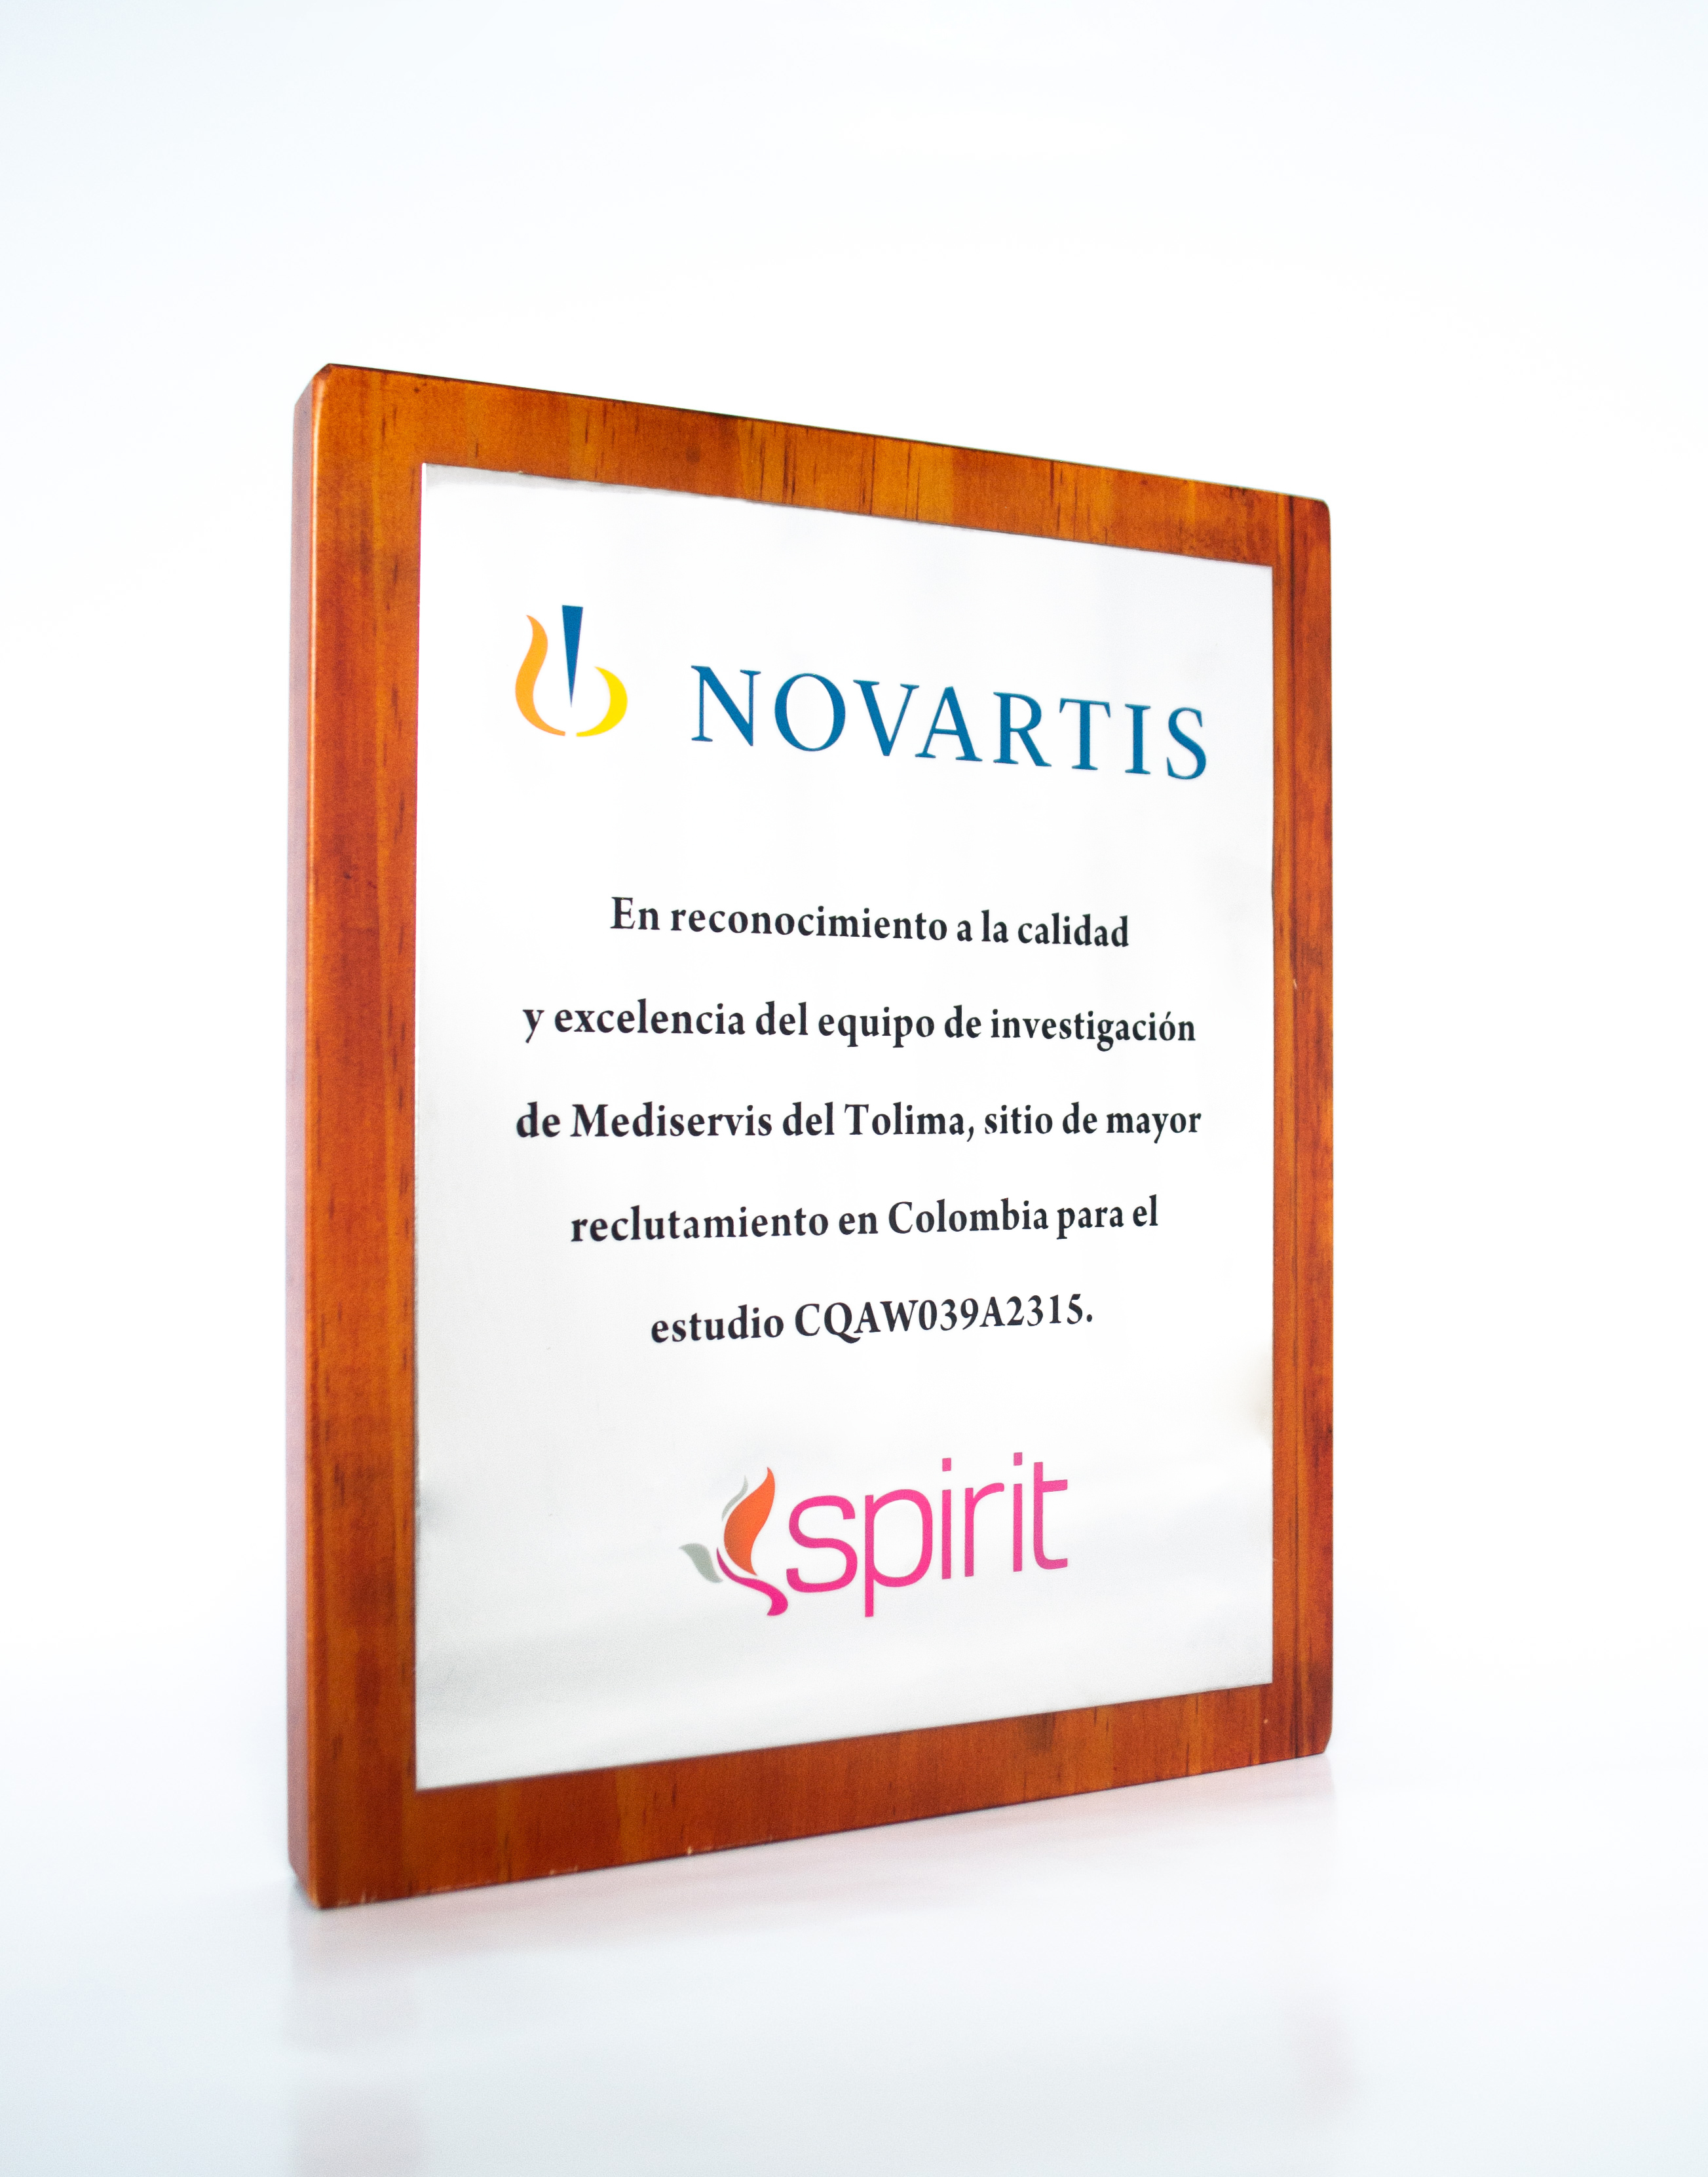 NOVARTIS
En reconocimiento a la calidad
y excelencia del equipo de investigación
de Mediservis del Tolima, sitio de mayor
reclutamiento en Colombia para el
estudio CQAW039A2315.
spirit